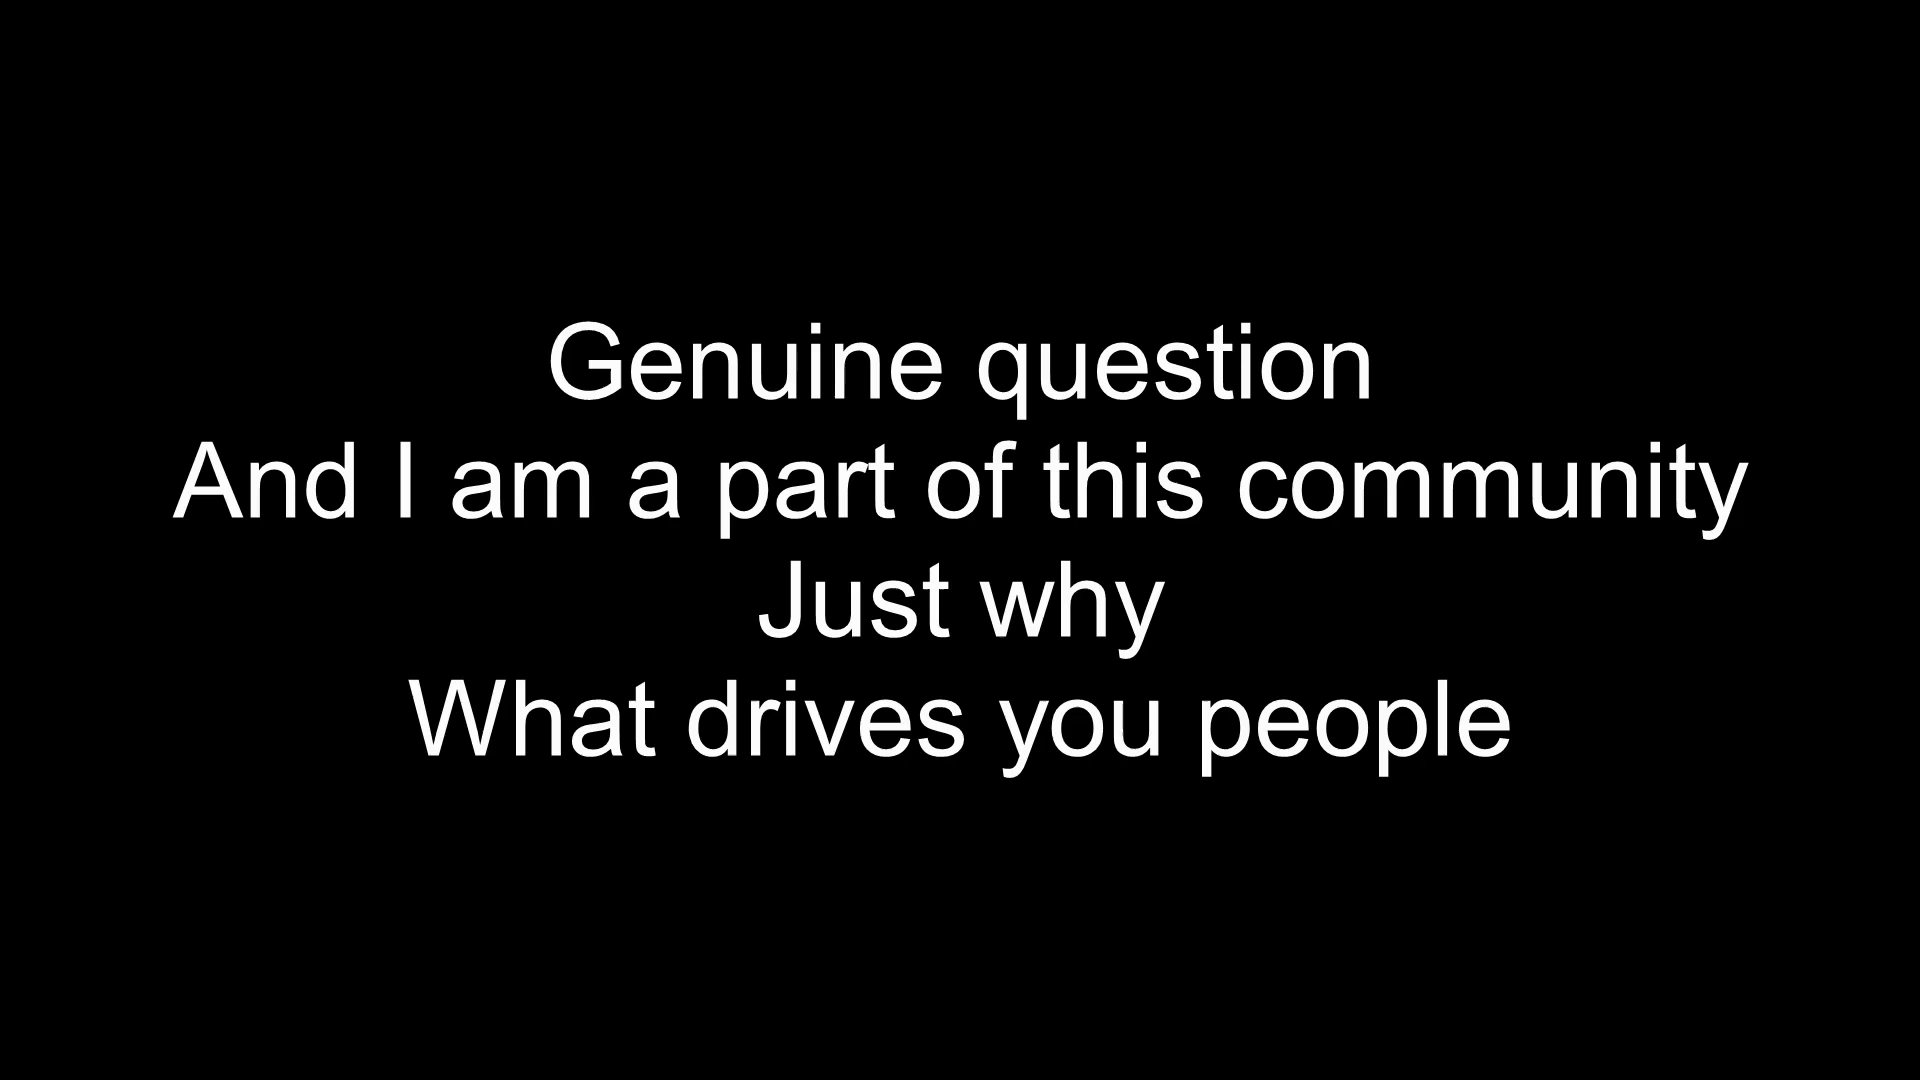 Genuine question
And I am a part of this community
Just why
What drives you people